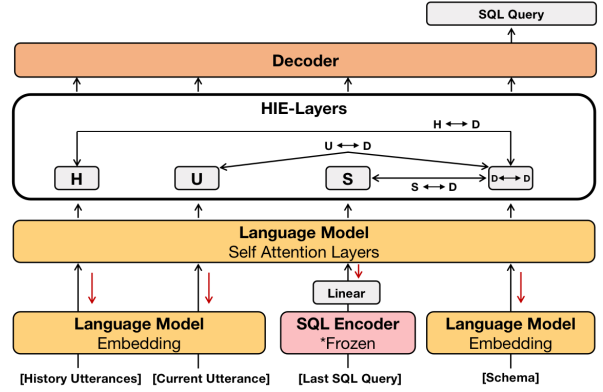 SQL Query
Decoder
HIE-Layers
H ⟷ D
U ⟷ D
H
U
S
D⟷D
S ⟷ D
Language Model
Self Attention Layers
Linear
Language Model
Embedding
SQL Encoder
*Frozen
Language Model
Embedding
[History Utterances]
[Current Utterance]
[Last SQL Query]
[Schema]